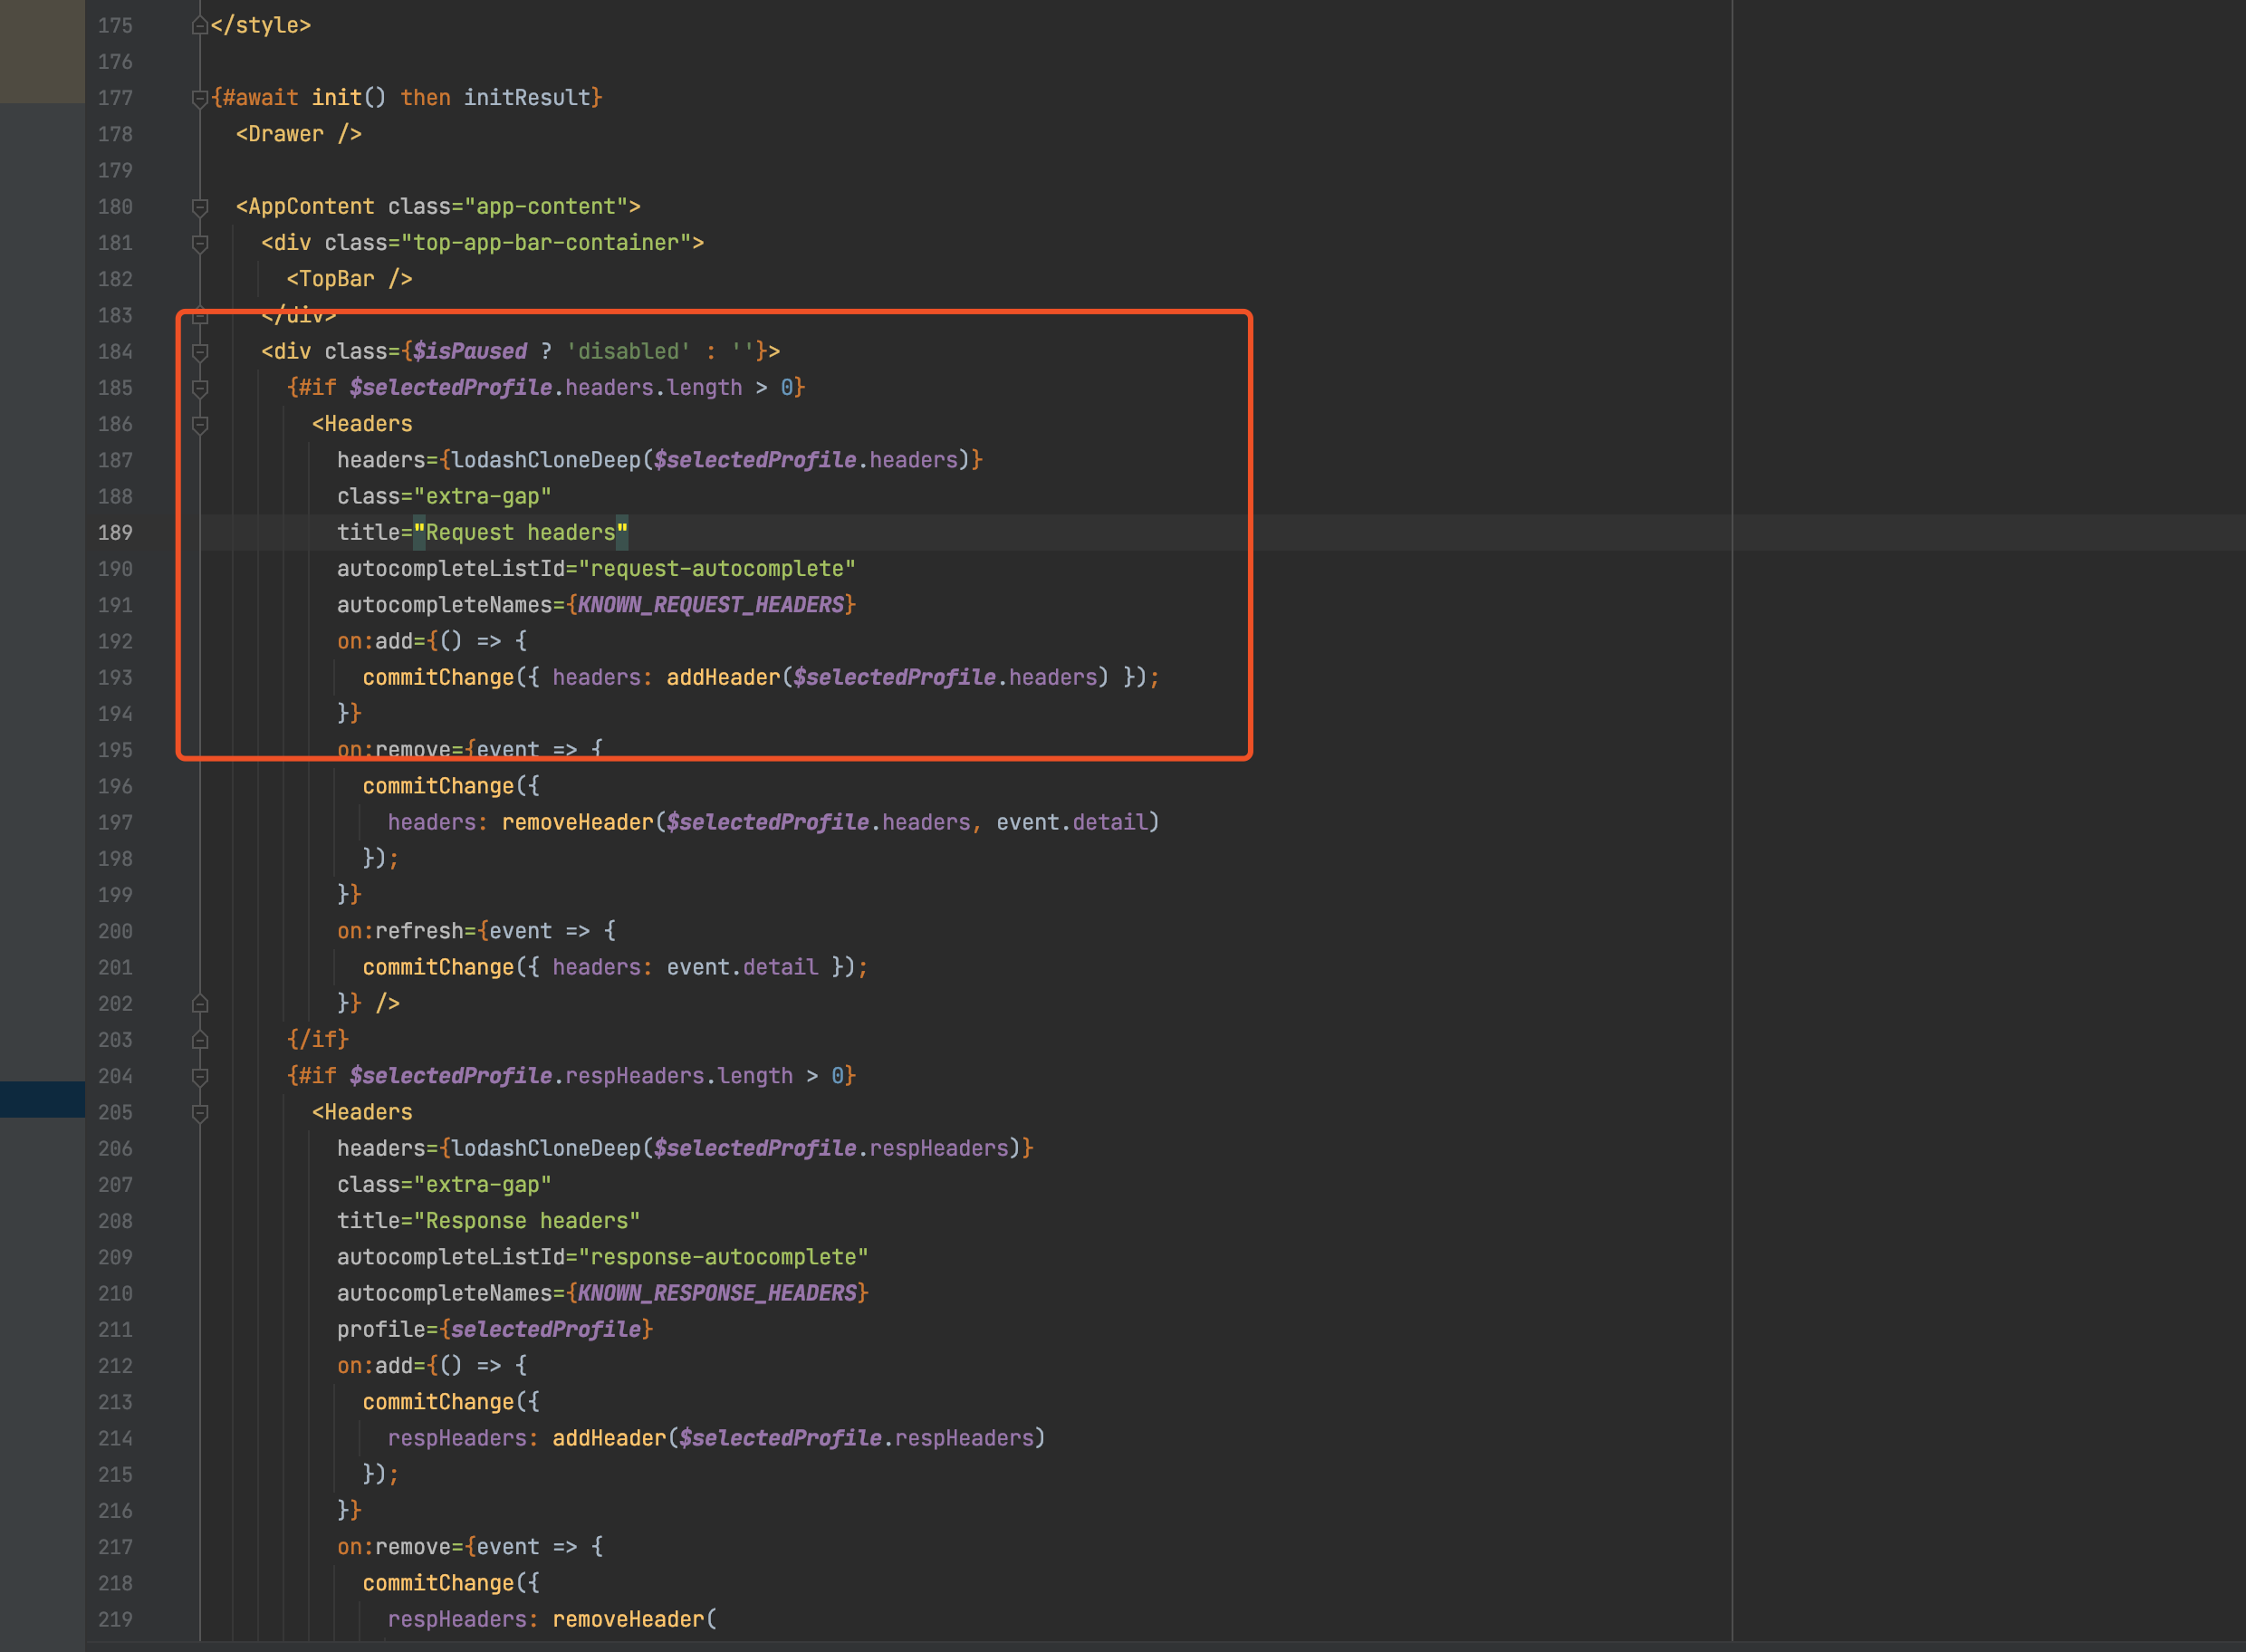 175 </style>
176
177 {#await init() then initResult}
178   <Drawer />
179
180   <AppContent class="app-content">
181     <div class="top-app-bar-container">
182       <TopBar />
183     </div>
184     <div class={$isPaused ? 'disabled' : ''}>
185       {#if $selectedProfile.headers.length > 0}
186         <Headers
187           headers={lodashCloneDeep($selectedProfile.headers)}
188           class="extra-gap"
189           title="Request headers"
190           autocompleteListId="request-autocomplete"
191           autocompleteNames={KNOWN_REQUEST_HEADERS}
192           on:add={() => {
193             commitChange({ headers: addHeader($selectedProfile.headers) });
194           }}
195           on:remove={event => {
196             commitChange({
197               headers: removeHeader($selectedProfile.headers, event.detail)
198             });
199           }}
200           on:refresh={event => {
201             commitChange({ headers: event.detail });
202           }} />
203       {/if}
204       {#if $selectedProfile.respHeaders.length > 0}
205         <Headers
206           headers={lodashCloneDeep($selectedProfile.respHeaders)}
207           class="extra-gap"
208           title="Response headers"
209           autocompleteListId="response-autocomplete"
210           autocompleteNames={KNOWN_RESPONSE_HEADERS}
211           profile={selectedProfile}
212           on:add={() => {
213             commitChange({
214               respHeaders: addHeader($selectedProfile.respHeaders)
215             });
216           }}
217           on:remove={event => {
218             commitChange({
219               respHeaders: removeHeader(